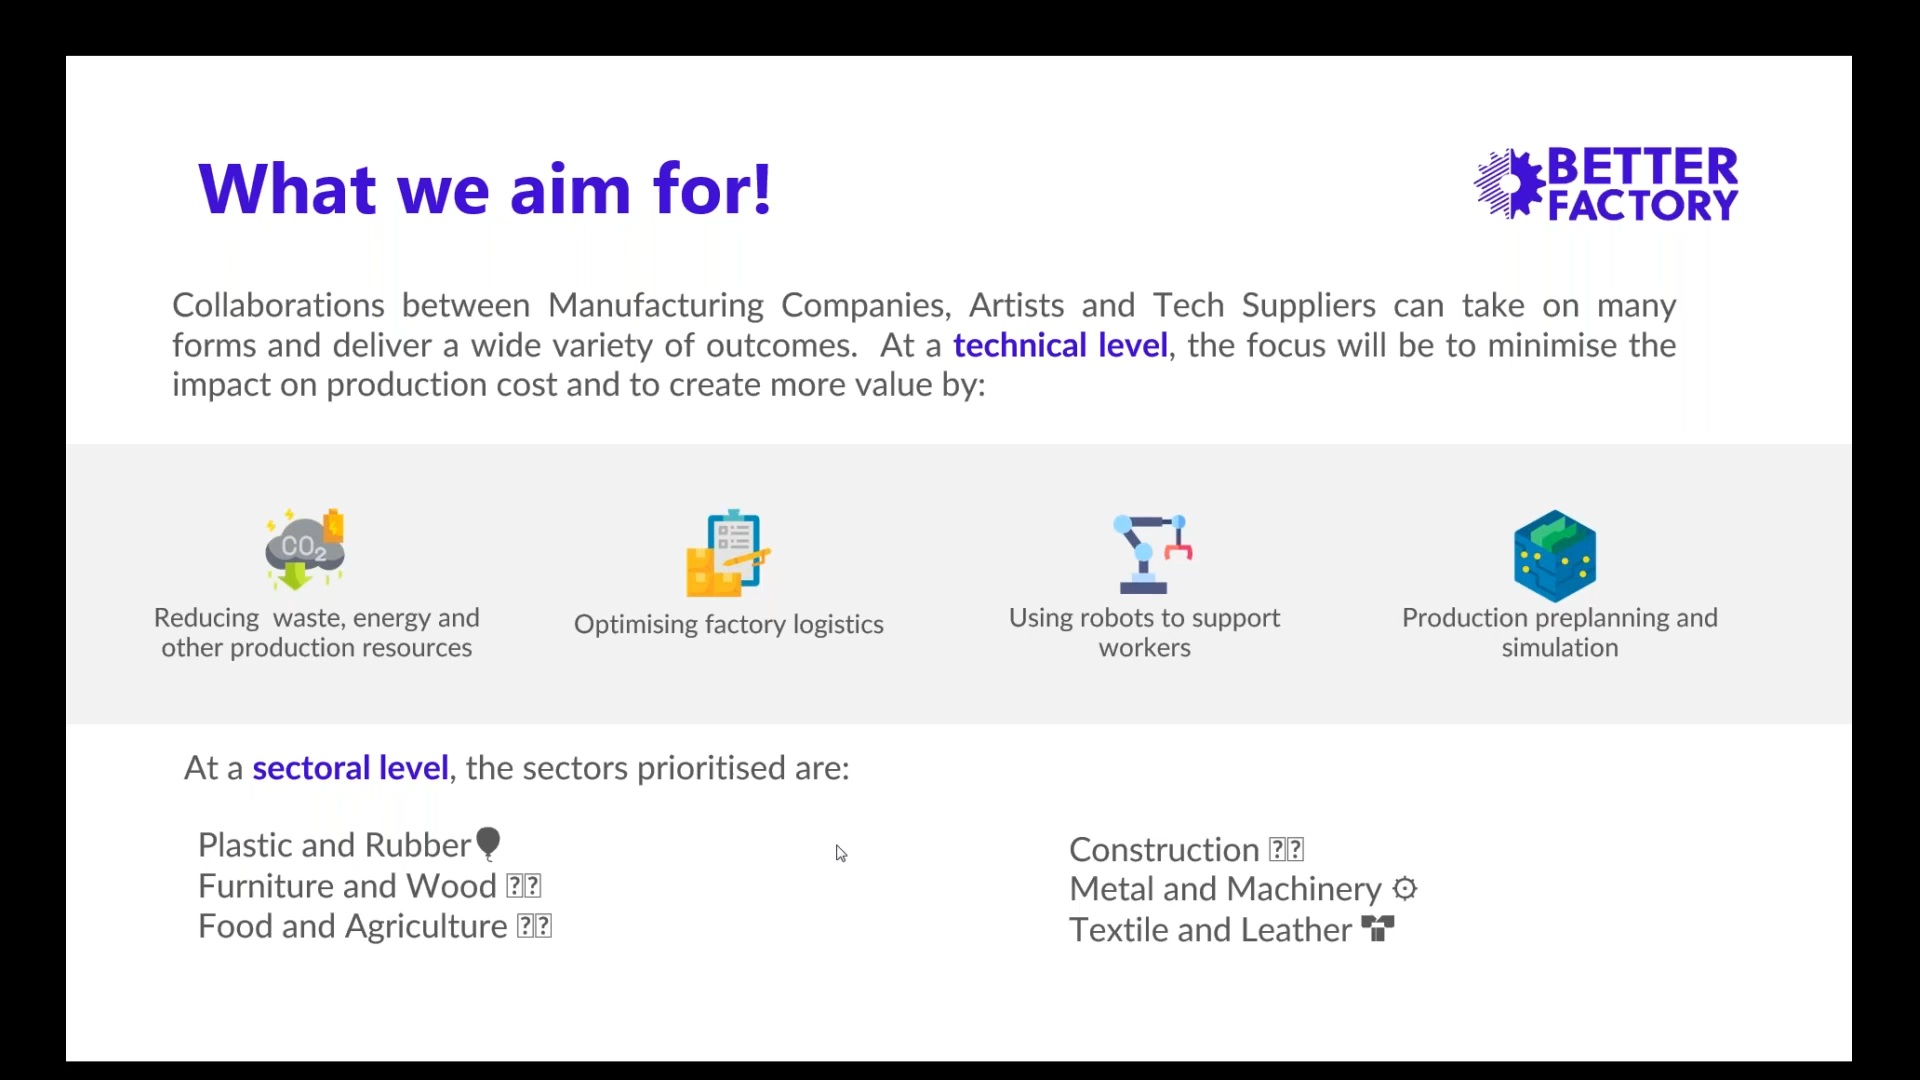 What we aim for!
BETTER
FACTORY
Collaborations between Manufacturing Companies, Artists and Tech Suppliers can take on many
forms and deliver a wide variety of outcomes. At a technical level, the focus will be to minimise the
impact on production cost and to create more value by:
CO2
Reducing waste, energy and
other production resources
Optimising factory logistics
Using robots to support
workers
Production preplanning and
simulation
At a sectoral level, the sectors prioritised are:
Plastic and Rubber
Furniture and Wood
Food and Agriculture
Construction
Metal and Machinery
Textile and Leather